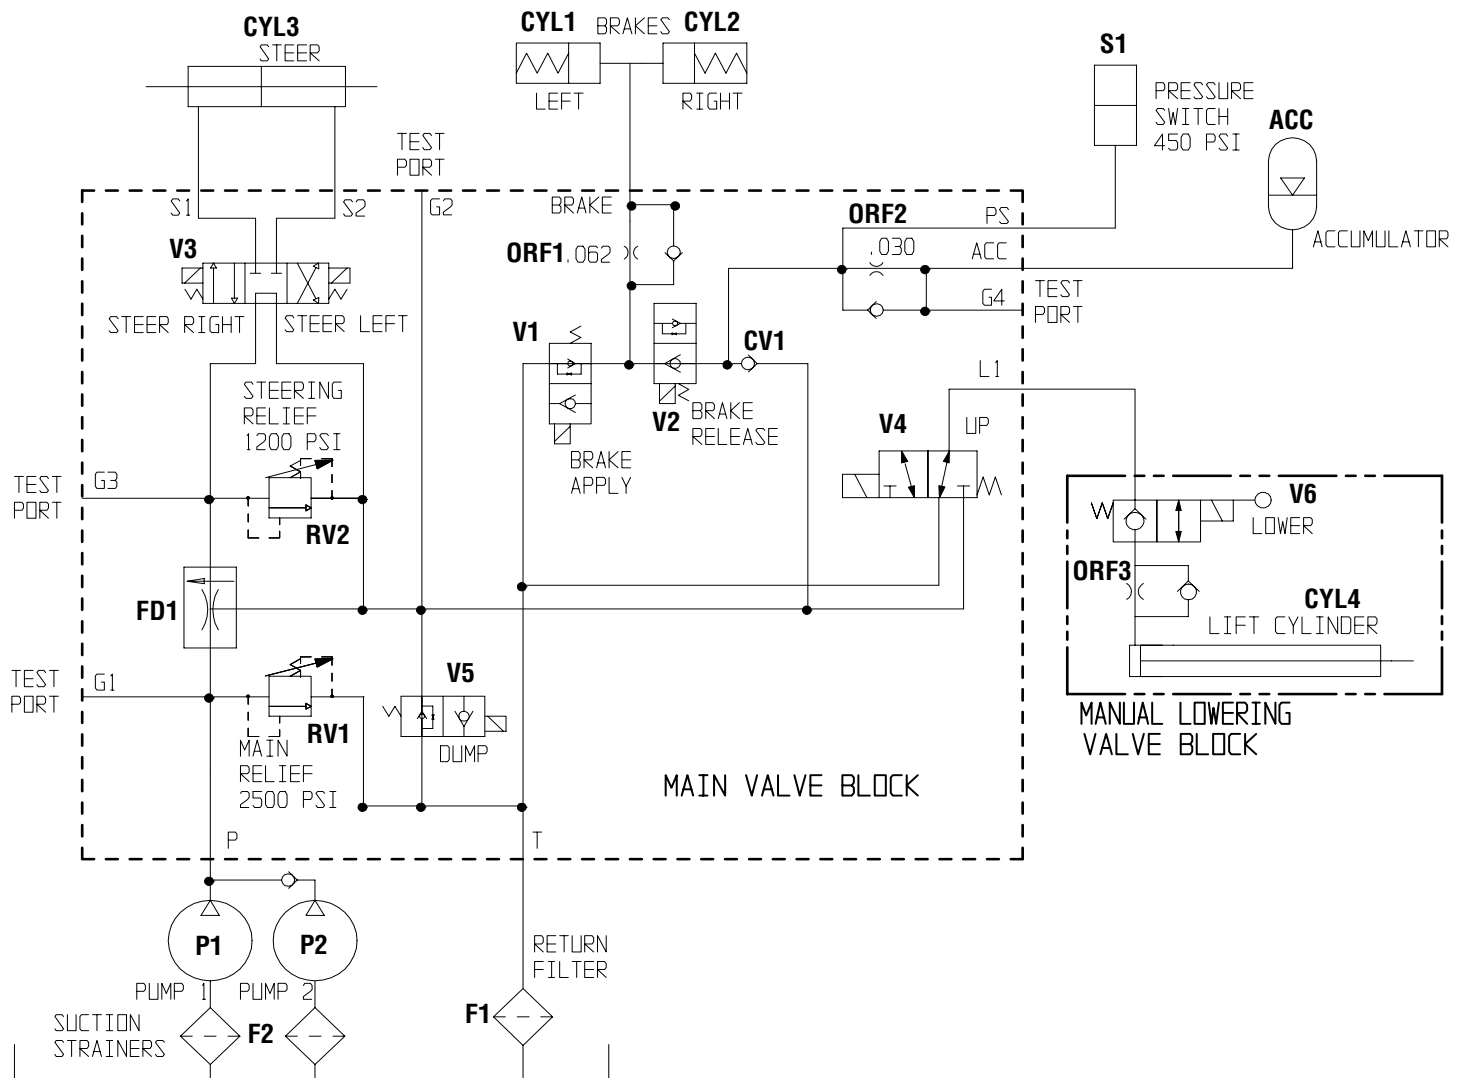 CYL3
STEER
CYL1 BRAKES CYL2
LEFT RIGHT
S1
PRESSURE
SWITCH
450 PSI
ACC
ACCUMULATOR
TEST
PORT
S1 S2 G2
BRAKE
ORF2
PS
V3
ORF1 .062
.030
ACC
G4
TEST
PORT
STEER RIGHT STEER LEFT
V1
CV1
STEERING
RELIEF
1200 PSI
V2
BRAKE
RELEASE
BRAKE
APPLY
L1
V4
UP
TEST
PORT
G3
RV2
V6
LOWER
FD1
ORF3
CYL4
LIFT CYLINDER
TEST
PORT
G1
V5
DUMP
RV1
MAIN
RELIEF
2500 PSI
MAIN VALVE BLOCK
MANUAL LOWERING
VALVE BLOCK
P T
P1 P2
RETURN
FILTER
PUMP 1 PUMP 2
F1
SUCTION
STRAINERS
F2